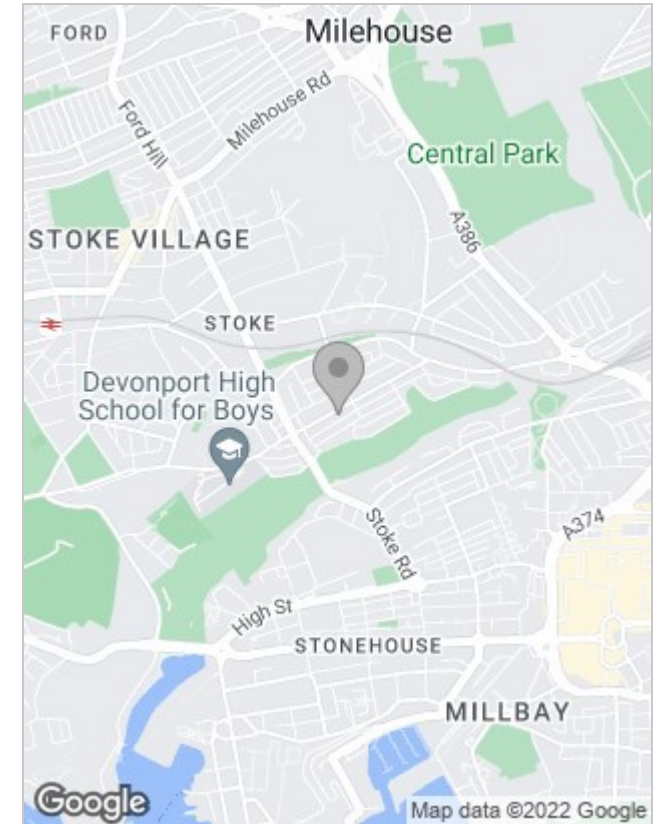 FORD
Milehouse
Milehouse Rd
Ford Hill
Central Park
A386
STOKE VILLAGE
STOKE
Devonport High
School for Boys
Stoke Rd
A374
High St
STONEHOUSE
MILLBAY
Google
Map data ©2022 Google